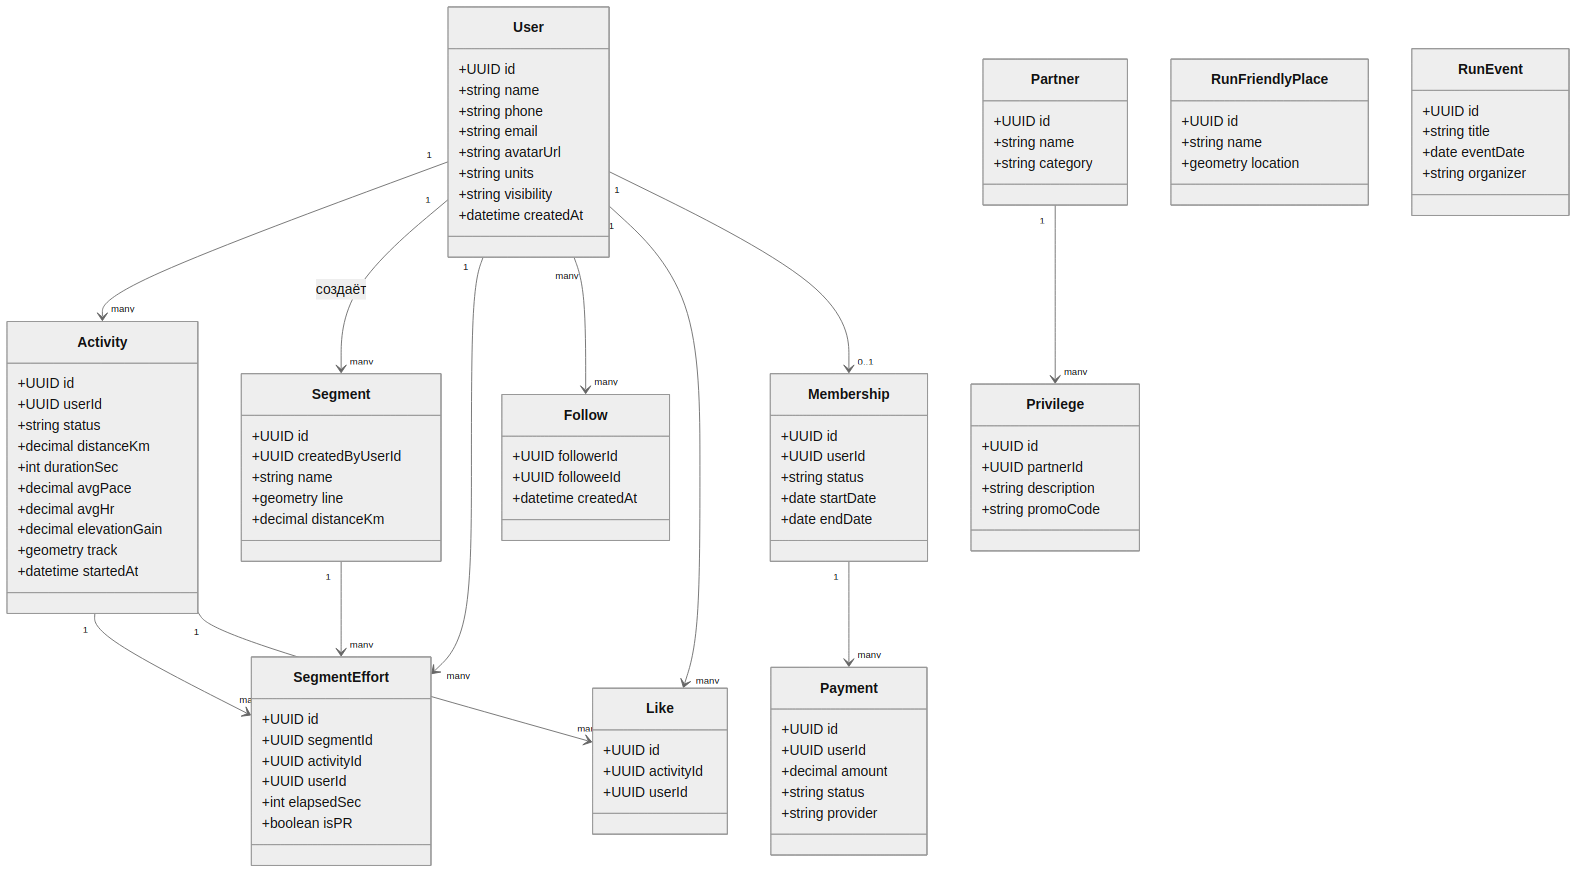 User
+UUID id
+string name
+string phone
+string email
+string avatarUrl
+string units
+string visibility
+datetime createdAt
Partner
+UUID id
+string name
+string category
RunFriendlyPlace
+UUID id
+string name
+geometry location
RunEvent
+UUID id
+string title
+date eventDate
+string organizer
1
1
1
1
1
many
1
создаёт
many
many
many
0..1
many
Activity
+UUID id
+UUID userId
+string status
+decimal distanceKm
+int durationSec
+decimal avgPace
+decimal avgHr
+decimal elevationGain
+geometry track
+datetime startedAt
Segment
+UUID id
+UUID createdByUserId
+string name
+geometry line
+decimal distanceKm
Follow
+UUID followerId
+UUID followeeId
+datetime createdAt
Membership
+UUID id
+UUID userId
+string status
+date startDate
+date endDate
Privilege
+UUID id
+UUID partnerId
+string description
+string promoCode
1
1
1
1
many
many
many
many
ma
mar
SegmentEffort
+UUID id
+UUID segmentId
+UUID activityId
+UUID userId
+int elapsedSec
+boolean isPR
Like
+UUID id
+UUID activityId
+UUID userId
Payment
+UUID id
+UUID userId
+decimal amount
+string status
+string provider